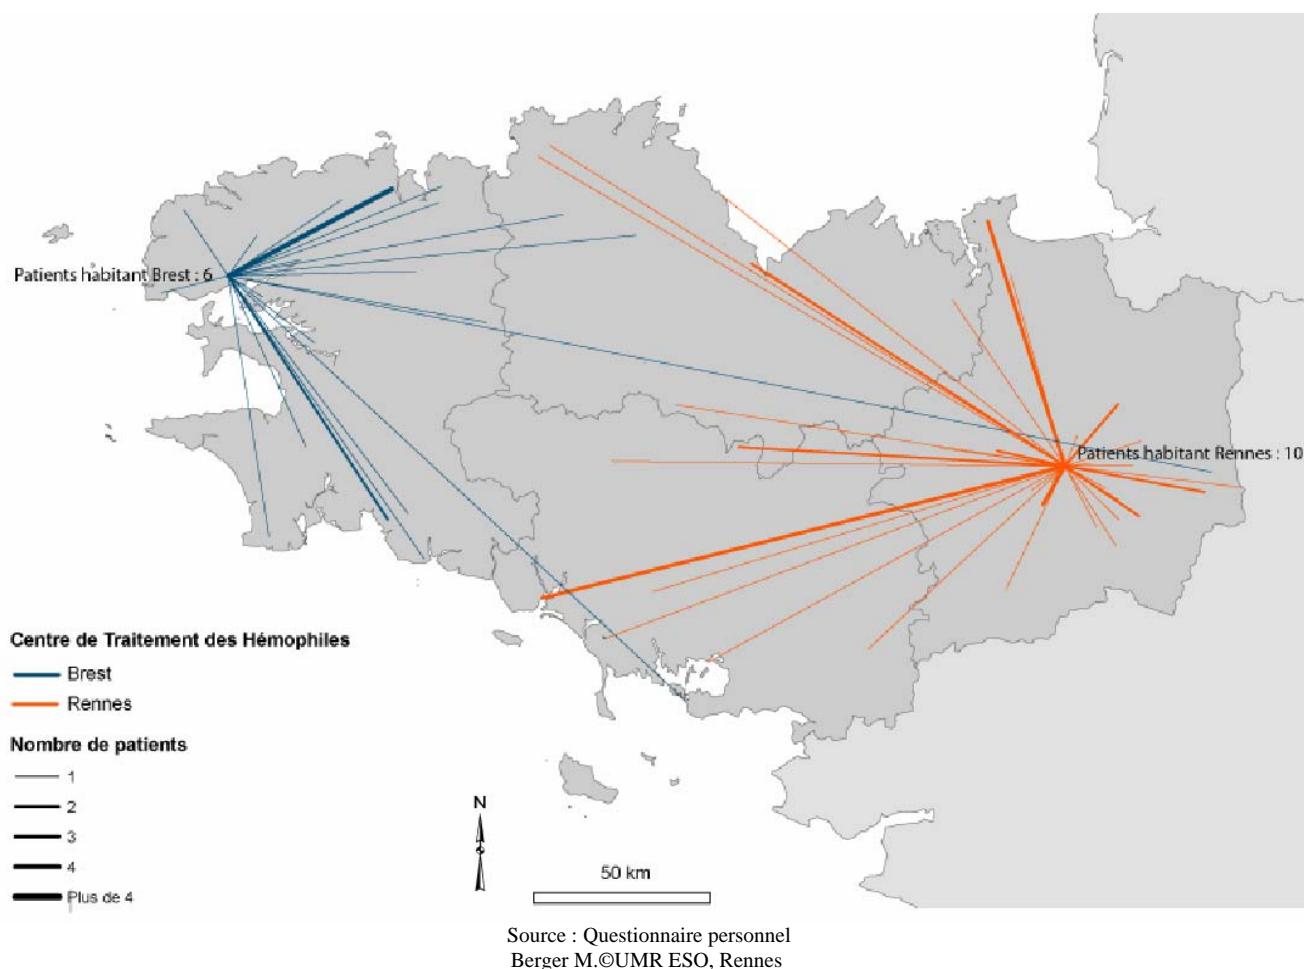 Patients habitant Brest : 6
Patients habitant Rennes : 10
Centre de Traitement des Hémophiles
Brest
Rennes
Nombre de patients
1
2
3
4
Plus de 4
N
50 km
Source : Questionnaire personnel
Berger M.©UMR ESO, Rennes